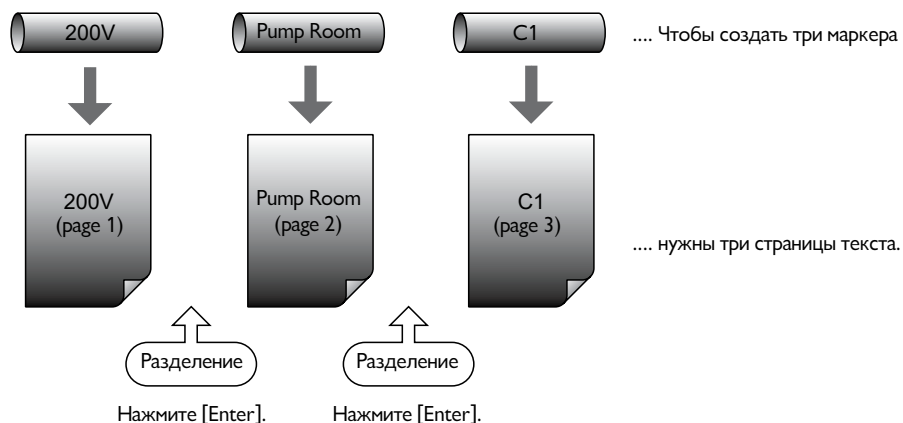 200V
Pump Room
C1
.... Чтобы создать три маркера
200V
(page 1)
Pump Room
(page 2)
C1
(page 3)
.... нужны три страницы текста.
Разделение
Разделение
Нажмите [Enter].
Нажмите [Enter].